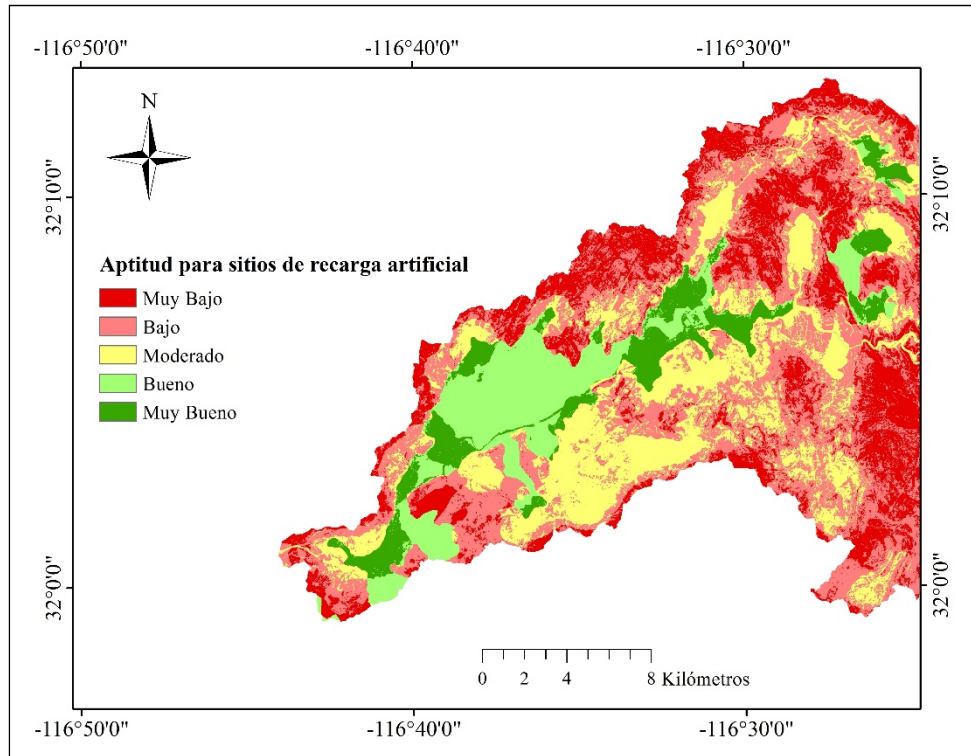 -116°50'0"
-116°40'0"
-116°30'0"
N
32°10'0"
32°10'0"
Aptitud para sitios de recarga artificial
Muy Bajo
Bajo
Moderado
Bueno
Muy Bueno
32°0'0"
32°0'0"
0 2 4 8 Kilómetros
-116°50'0"
-116°40'0"
-116°30'0"